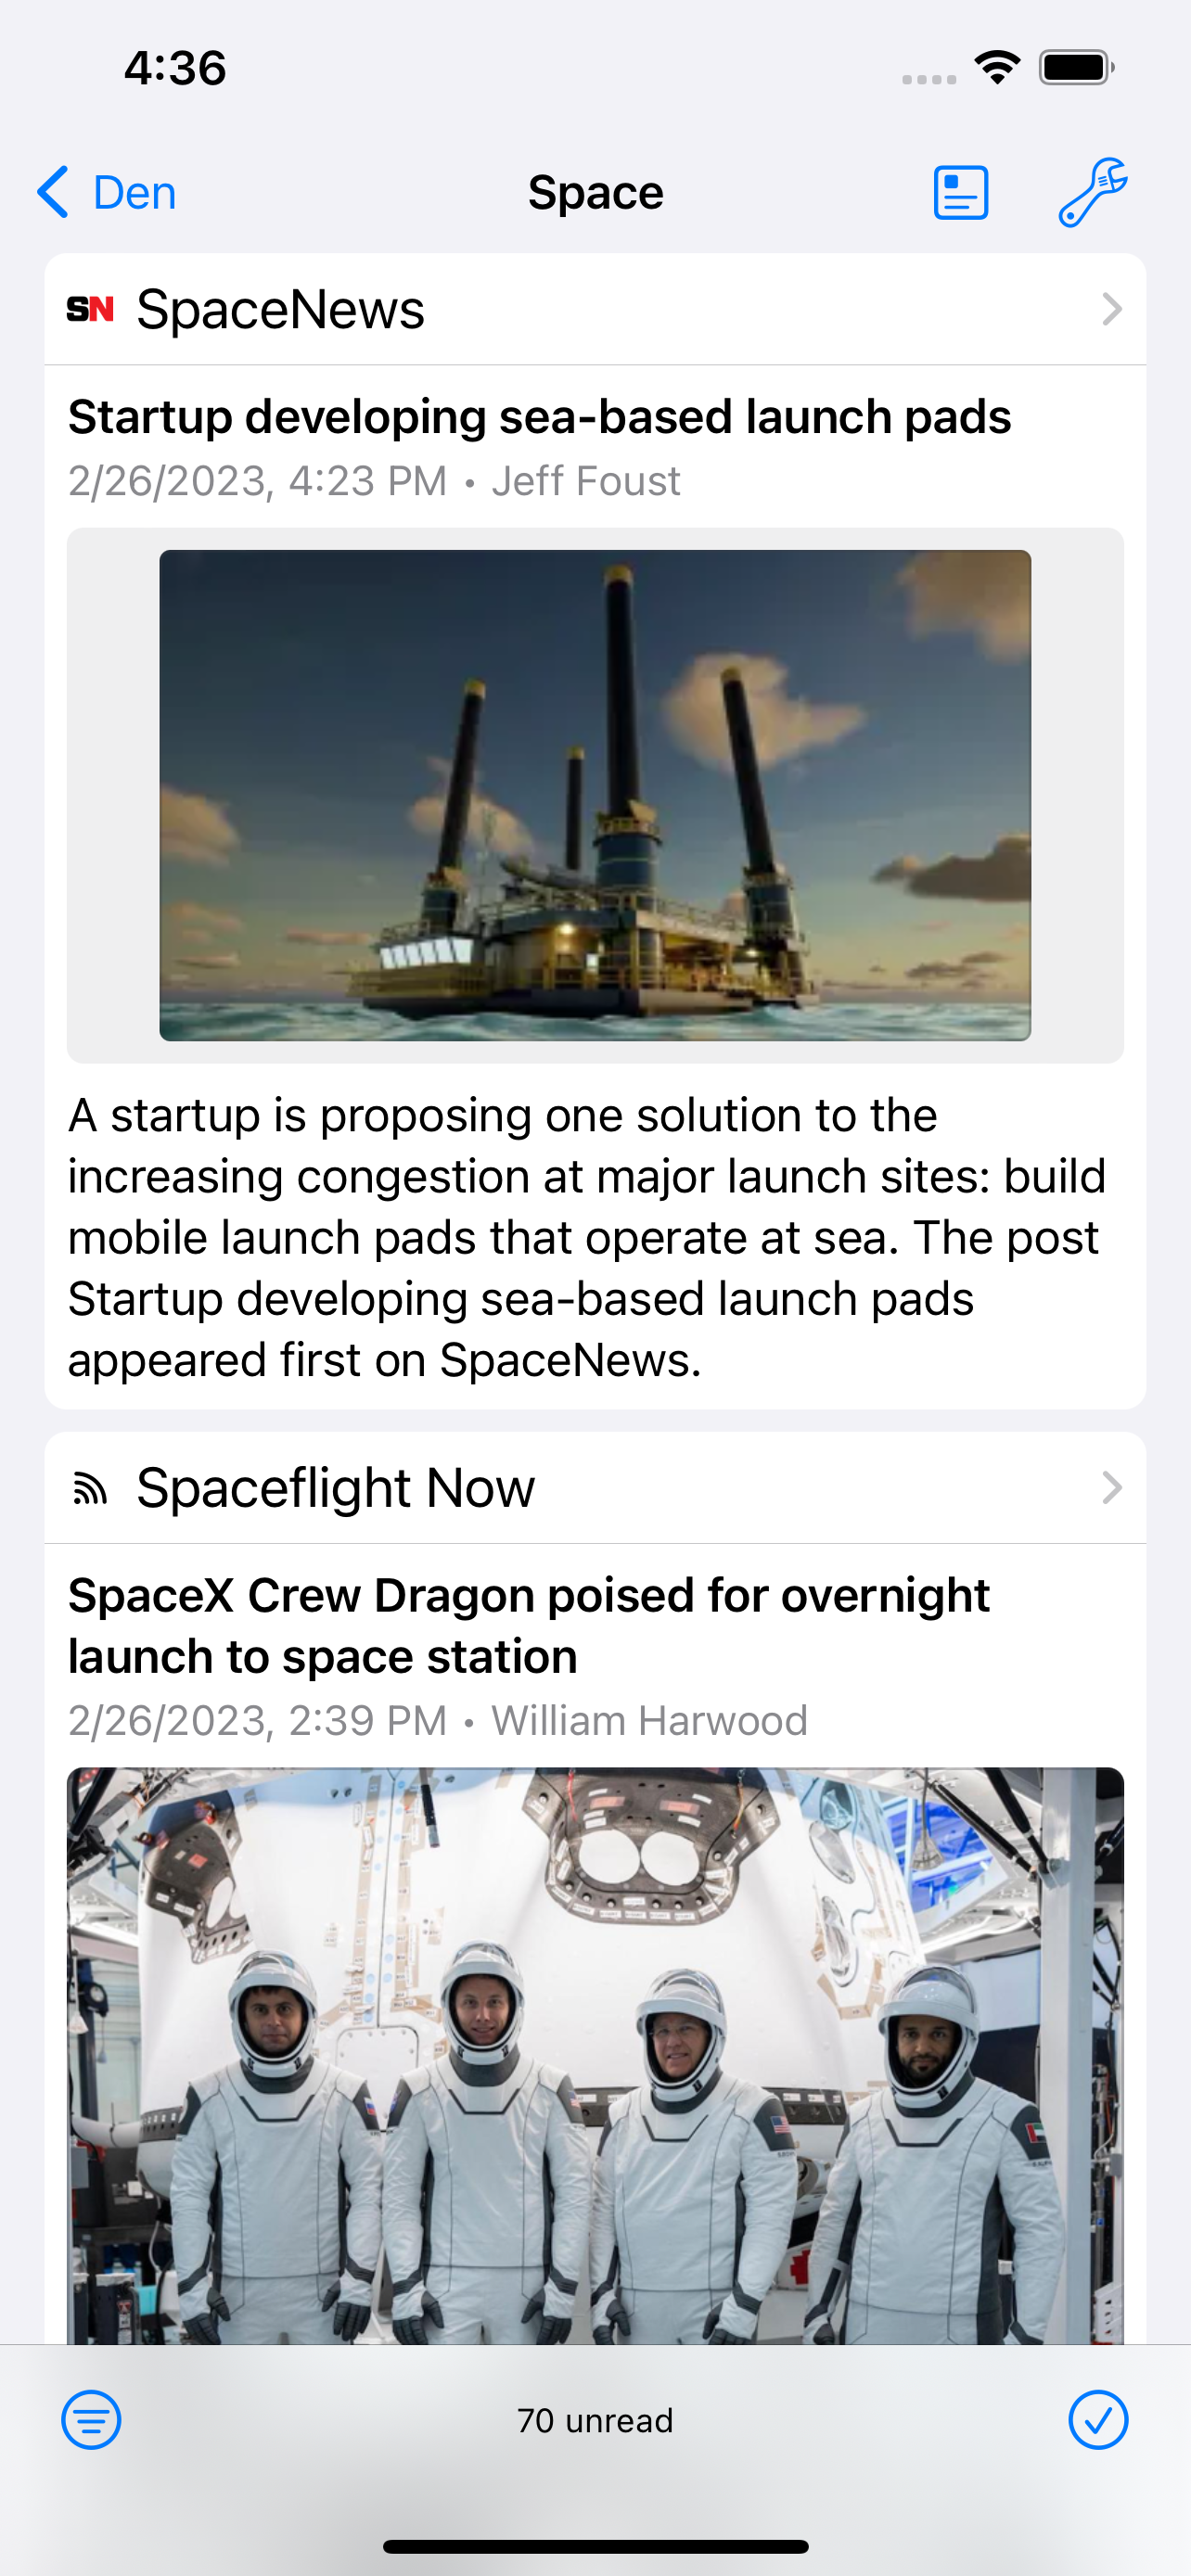 4:36
Den
Space
SN SpaceNews
Startup developing sea-based launch pads
2/26/2023, 4:23 PM • Jeff Foust
A startup is proposing one solution to the
increasing congestion at major launch sites: build
mobile launch pads that operate at sea. The post
Startup developing sea-based launch pads
appeared first on SpaceNews.
Spaceflight Now
SpaceX Crew Dragon poised for overnight
launch to space station
2/26/2023, 2:39 PM • William Harwood
70 unread